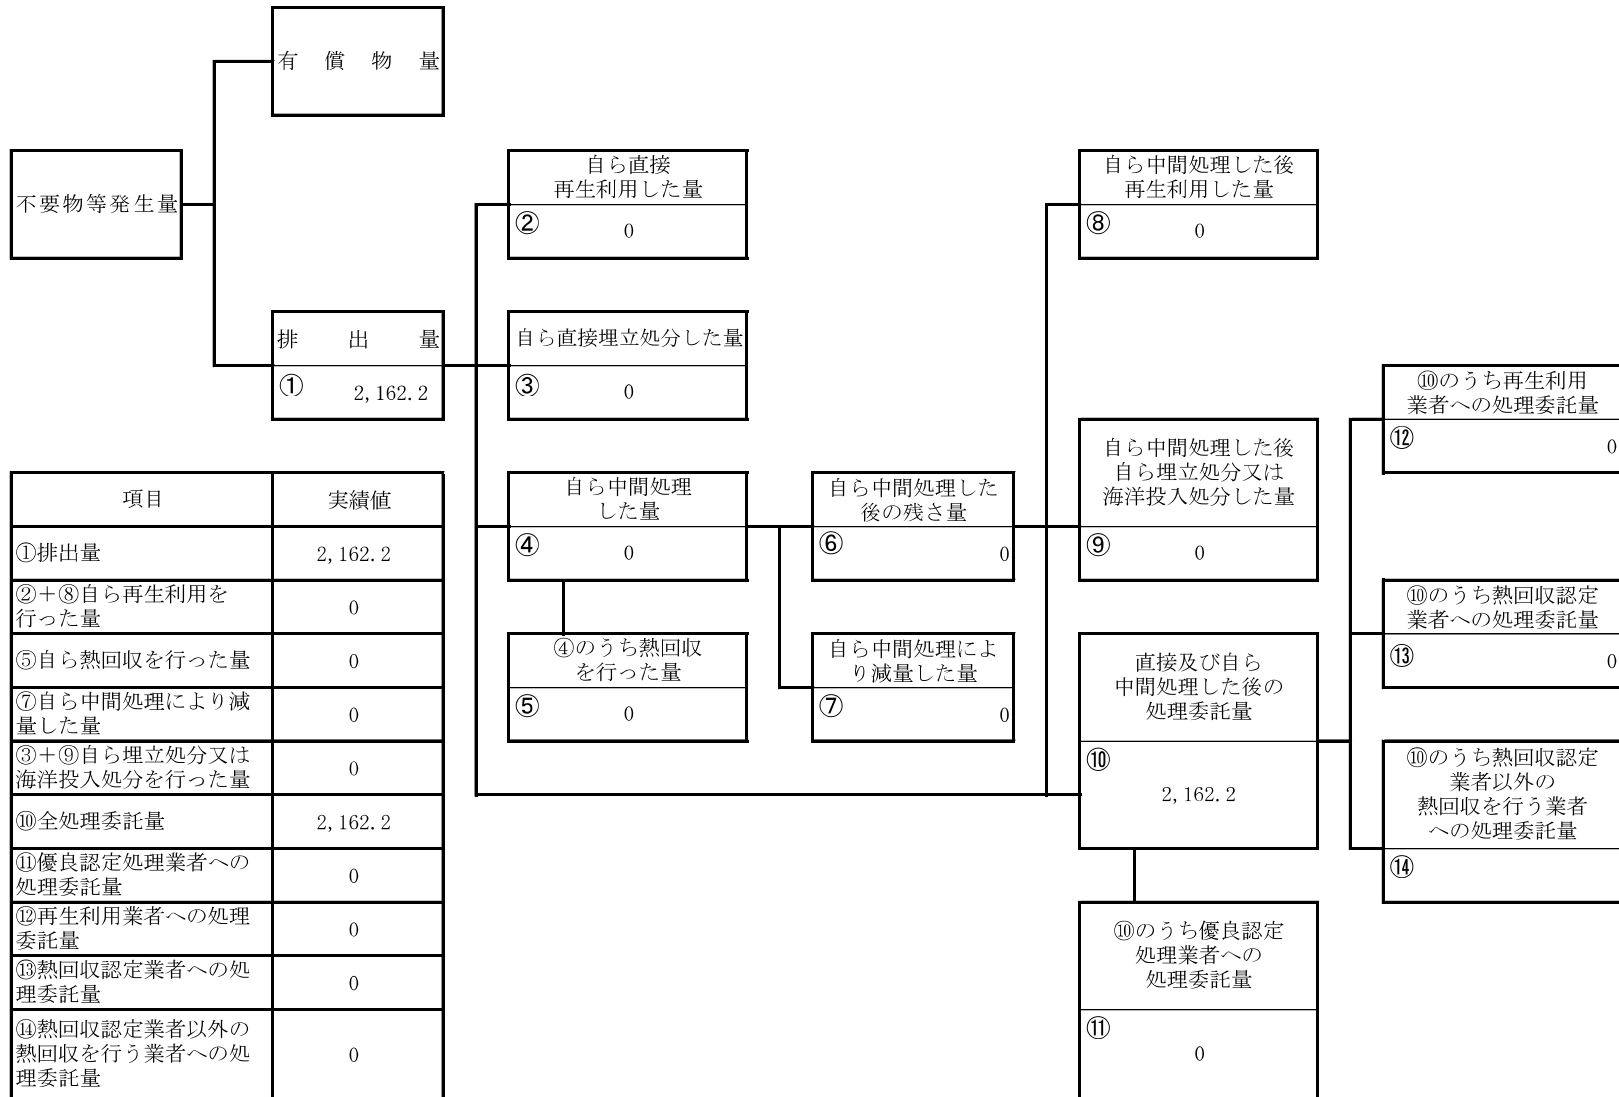 有償物量
不要物等発生量
排出量
① 2,162.2
自ら直接
再生利用した量
② 0
自ら直接埋立処分した量
③ 0
自ら中間処理
した量
④ 0
④のうち熱回収
を行った量
⑤ 0
自ら中間処理した
後の残さ量
⑥ 0
自ら中間処理によ
り減量した量
⑦ 0
自ら中間処理した後
再生利用した量
⑧ 0
自ら中間処理した後
自ら埋立処分又は
海洋投入処分した量
⑨ 0
直接及び自ら
中間処理した後の
処理委託量
⑩
2,162.2
⑩のうち優良認定
処理業者への
処理委託量
⑪
0
⑩のうち再生利用
業者への処理委託量
⑫ 0
⑩のうち熱回収認定
業者への処理委託量
⑬ 0
⑩のうち熱回収認定
業者以外の
熱回収を行う業者
への処理委託量
⑭
項目 実績値
①排出量 2,162.2
②+⑧自ら再生利用を
行った量 0
⑤自ら熱回収を行った量 0
⑦自ら中間処理により減
量した量 0
③+⑨自ら埋立処分又は
海洋投入処分を行った量 0
⑩全処理委託量 2,162.2
⑪優良認定処理業者への
処理委託量 0
⑫再生利用業者への処理
委託量 0
⑬熱回収認定業者への処
理委託量 0
⑭熱回収認定業者以外の
熱回収を行う業者への処
理委託量 0